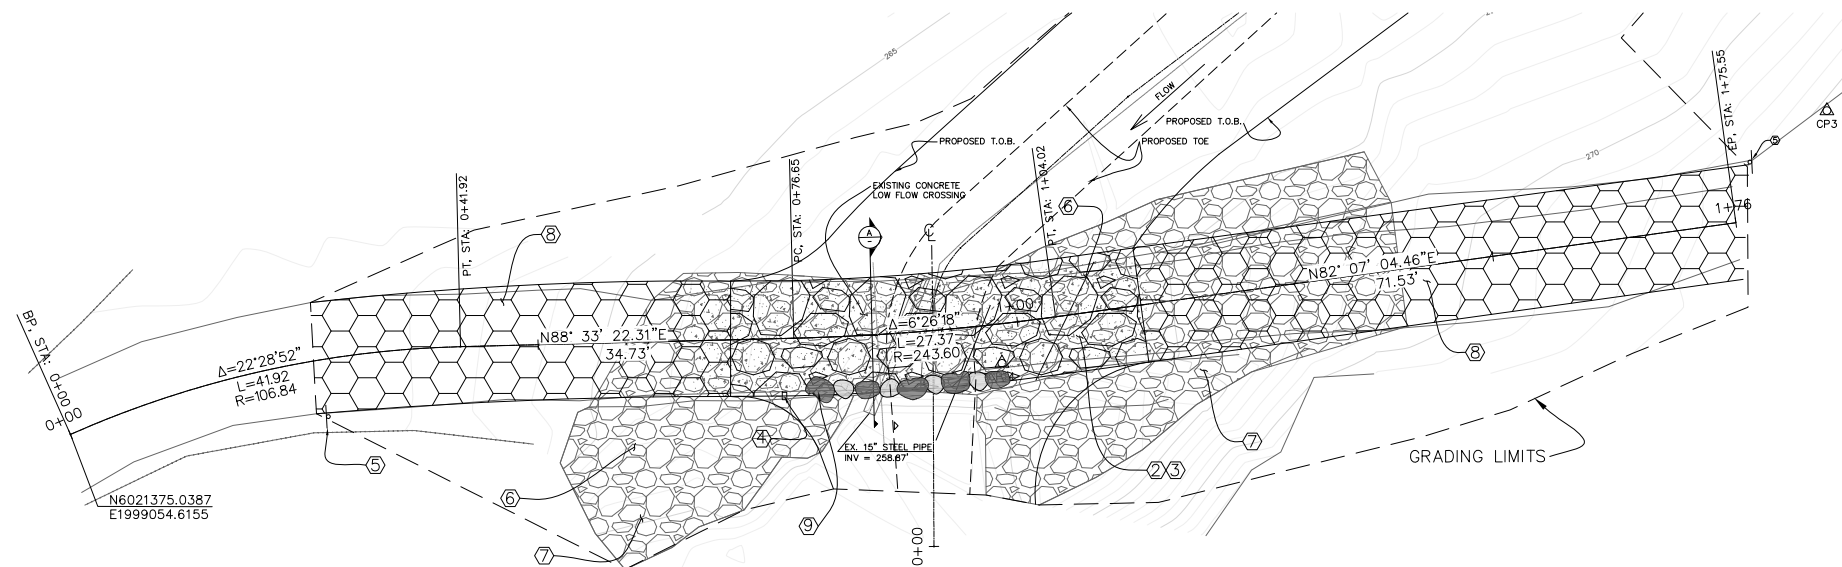 265
EP, STA: 1+75.55
FLOW
PROPOSED T.O.B.
CP3
5
PROPOSED T.O.B.
PROPOSED TOE
PT, STA: 1+04.02
270
PC, STA: 0+76.65
PT, STA: 0+41.92
EXISTING CONCRETE
LOW FLOW CROSSING
6
1+76
8
A
-
℄
N82° 07' 04.46"E
71.53'
1+00
Δ=6°26'18"
L=27.37
R=243.60
N88° 33' 22.31"E
34.73'
BP, STA: 0+00
0+00
Δ=22°28'52"
L=41.92
R=106.84
8
4
7
EX. 15" STEEL PIPE
INV = 258.87'
GRADING LIMITS
5
2 3
6
N6021375.0387
E1999054.6155
9
7
0+00